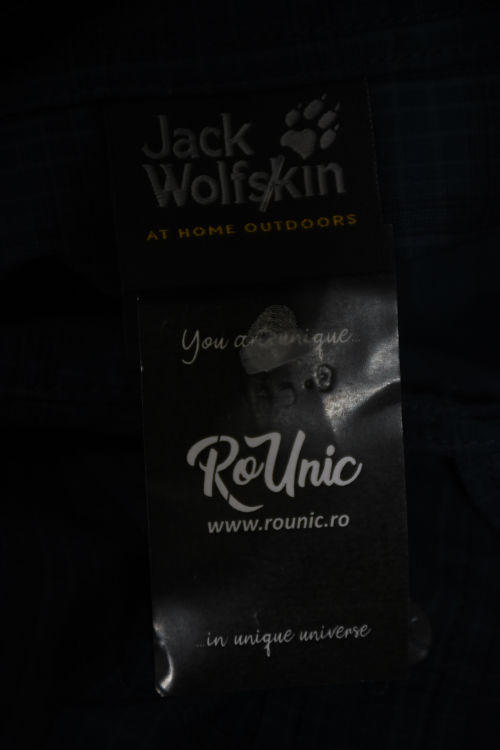 Jack
Wolfskin
AT HOME OUTDOORS
You are unique...
RoUnic
www.rounic.ro
...in unique universe